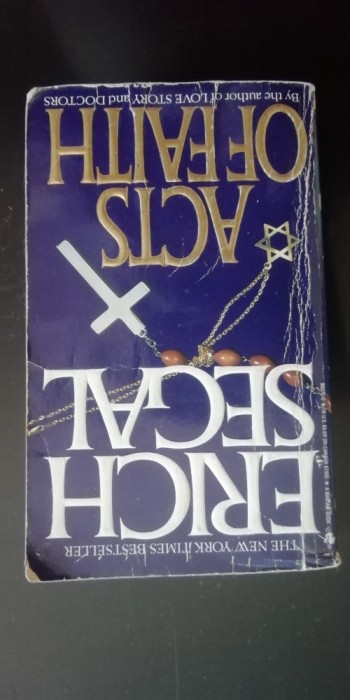 THE NEW YORK TIMES BESTSELLER
ERICH
SEGAL
ACTS
OF FAITH
By the author of LOVE STORY and DOCTORS